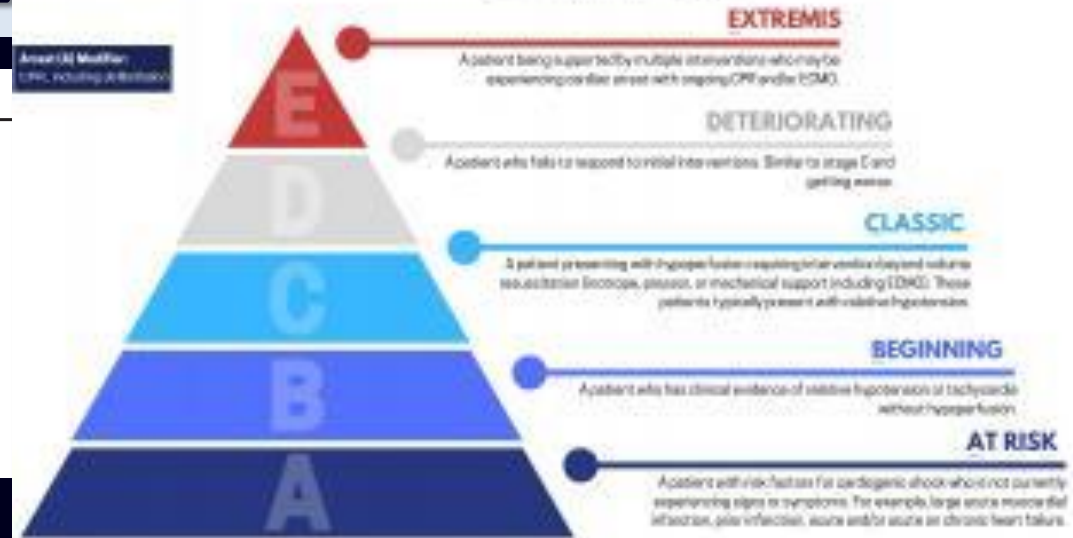 EXTREMIS
Arrest (A) Modifier:
CPR, including defibrillation
A patient being supported by multiple interventions who may be
experiencing cardiac arrest with ongoing CPR and/or ECMO.
E
DETERIORATING
A patient who fails to respond to initial interventions. Similar to stage C and
getting worse.
D
CLASSIC
A patient presenting with hypoperfusion requiring intervention beyond volume
resuscitation (inotrope, pressor, or mechanical support including ECMO). These
patients typically present with relative hypotension.
C
BEGINNING
A patient who has clinical evidence of relative hypotension or tachycardia
without hypoperfusion.
B
AT RISK
A patient with risk factors for cardiogenic shock who is not currently
experiencing signs or symptoms. For example, large acute myocardial
infarction, prior infarction, acute and/or acute on chronic heart failure.
A